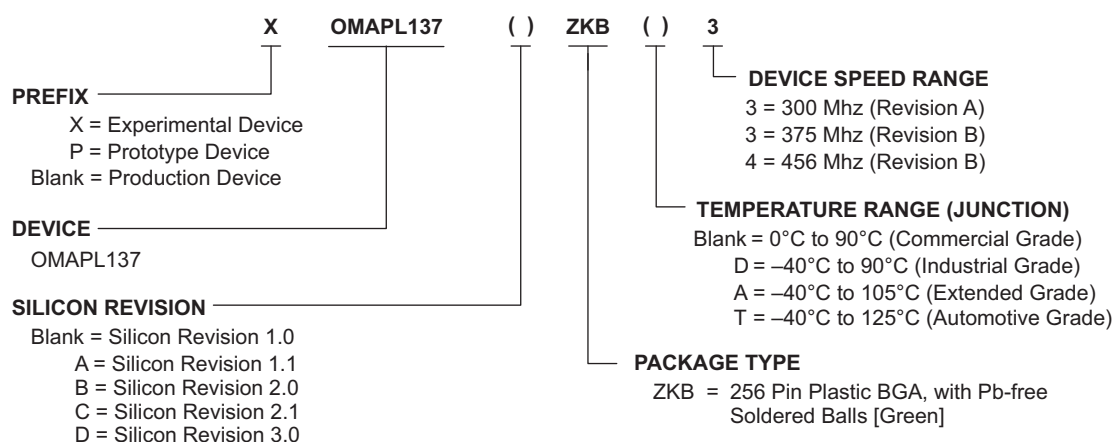 X OMAPL137 ( ) ZKB ( ) 3
PREFIX
X = Experimental Device
P = Prototype Device
Blank = Production Device
DEVICE
OMAPL137
SILICON REVISION
Blank = Silicon Revision 1.0
A = Silicon Revision 1.1
B = Silicon Revision 2.0
C = Silicon Revision 2.1
D = Silicon Revision 3.0
DEVICE SPEED RANGE
3 = 300 Mhz (Revision A)
3 = 375 Mhz (Revision B)
4 = 456 Mhz (Revision B)
TEMPERATURE RANGE (JUNCTION)
Blank = 0°C to 90°C (Commercial Grade)
D = –40°C to 90°C (Industrial Grade)
A = –40°C to 105°C (Extended Grade)
T = –40°C to 125°C (Automotive Grade)
PACKAGE TYPE
ZKB = 256 Pin Plastic BGA, with Pb-free
Soldered Balls [Green]